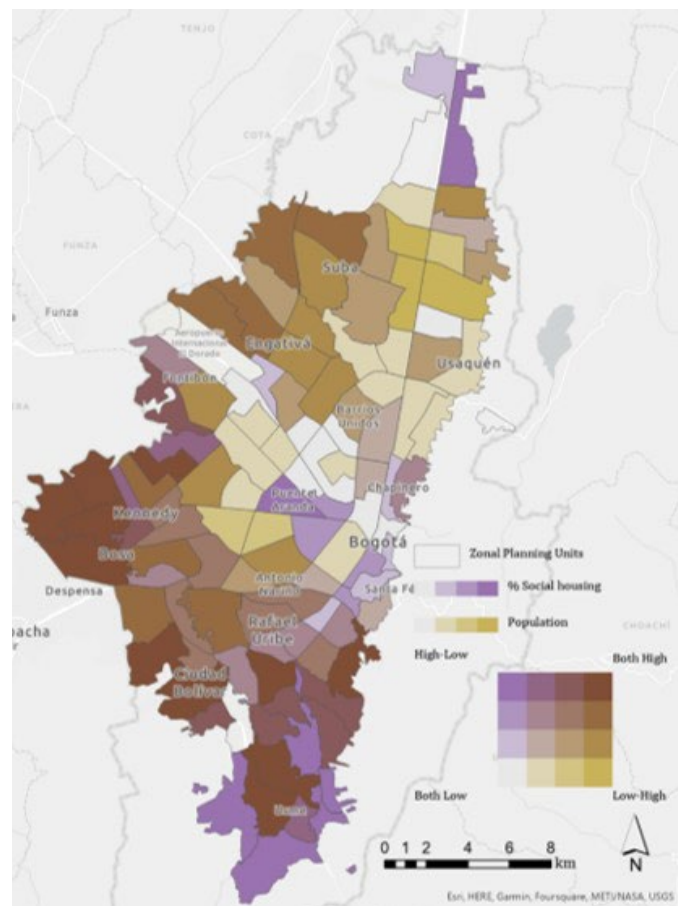 TENJO
COTA
FUNZA
Funza
Suba
Aeropuerto
Internacional
El Dorado
Engativá
Fontibón
Usaquén
Barrios
Unidos
Chapinero
Puente
Aranda
Kennedy
Bogotá
Bosa
Antonio
Nariño
Santa Fé
Despensa
Rafael
Uribe
Ciudad
Bolívar
Usme
CHOACHÍ
Zonal Planning Units
% Social housing
Population
High-Low
Both High
Both Low
Low-High
0 1 2 4 6 8
km
N
Esri, HERE, Garmin, Foursquare, METI/NASA, USGS